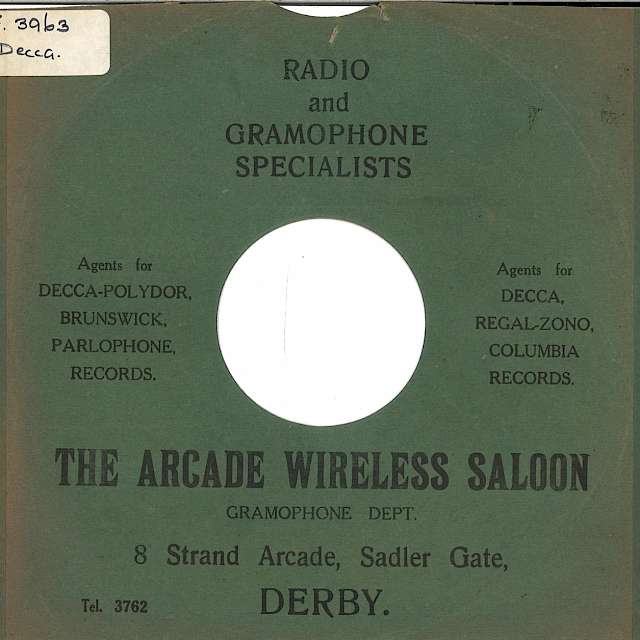 F. 3963
Decca.
RADIO
and
GRAMOPHONE
SPECIALISTS
Agents for
DECCA-POLYDOR,
BRUNSWICK,
PARLOPHONE,
RECORDS.
Agents for
DECCA,
REGAL-ZONO,
COLUMBIA
RECORDS.
THE ARCADE WIRELESS SALOON
GRAMOPHONE DEPT.
8 Strand Arcade, Sadler Gate,
Tel. 3762
DERBY.